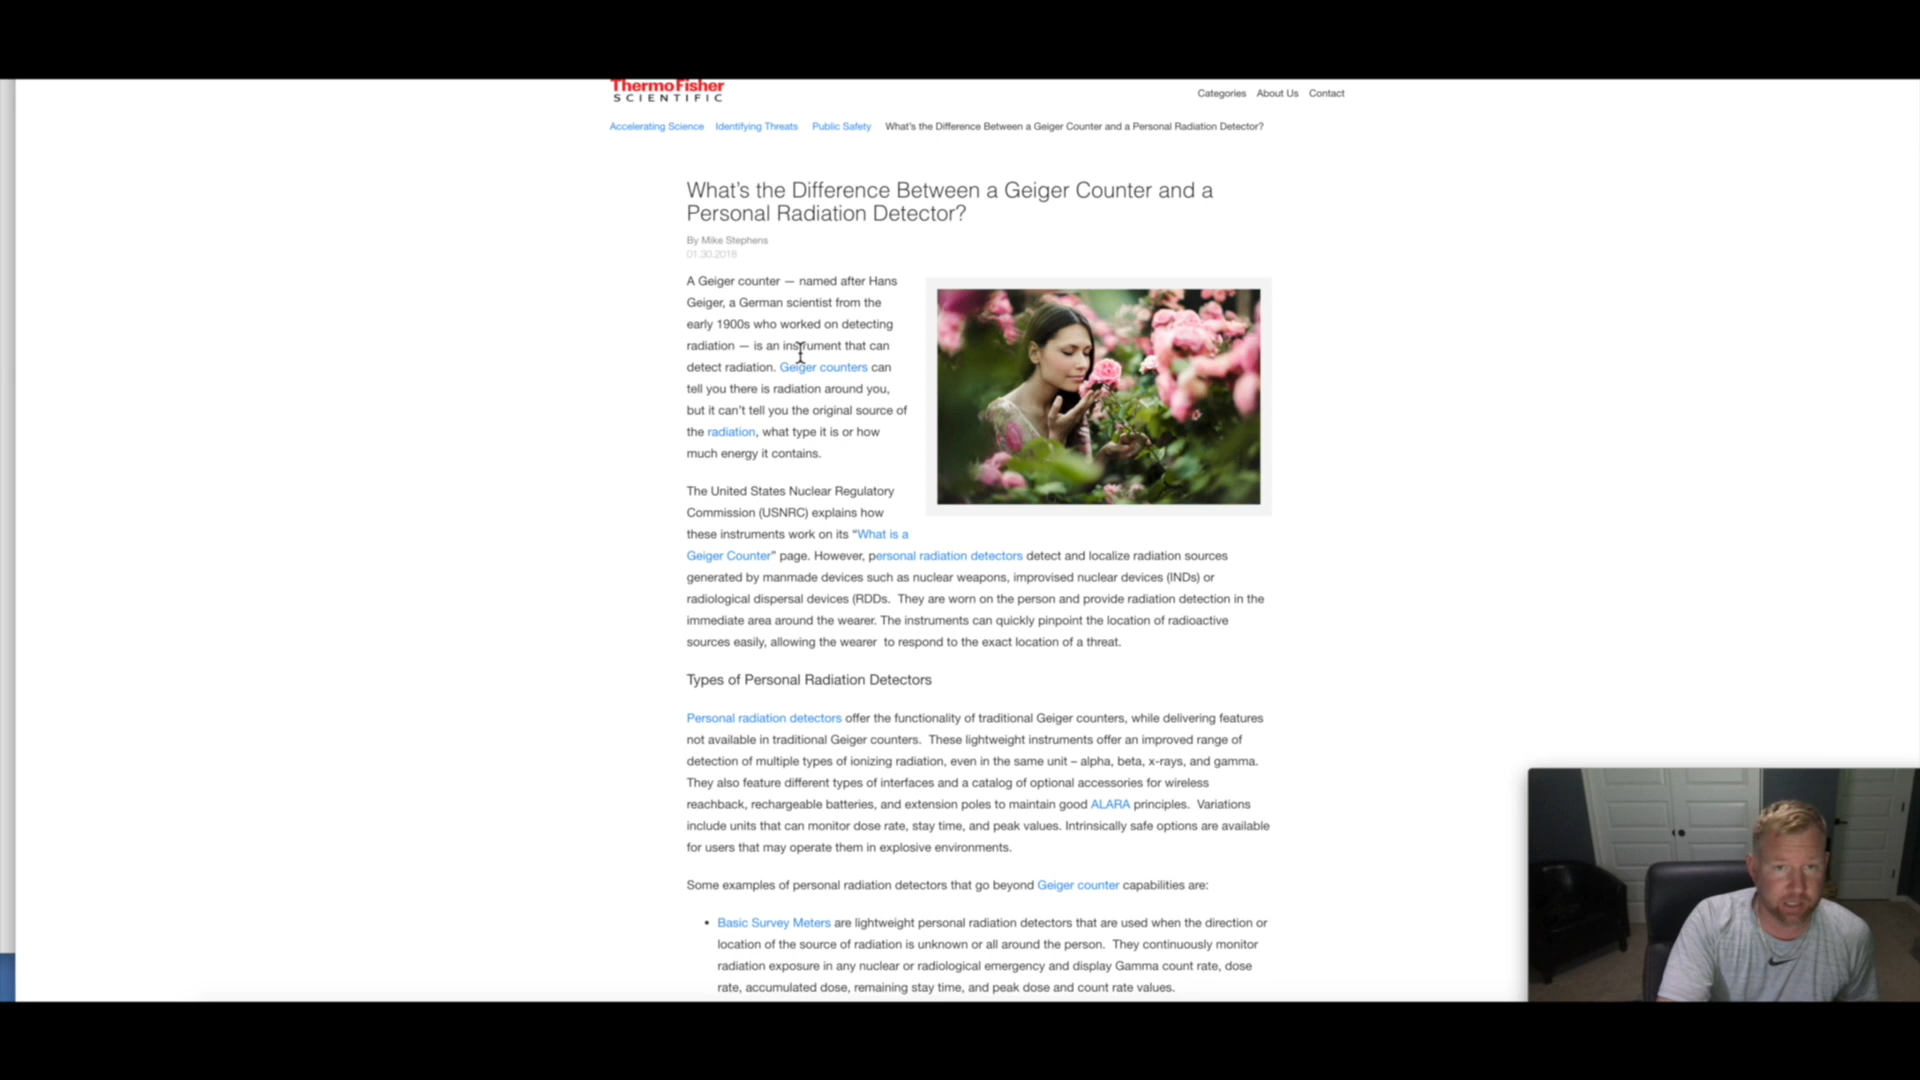 ThermoFisher
SCIENTIFIC
Categories About Us Contact
Accelerating Science Identifying Threats Public Safety What's the Difference Between a Geiger Counter and a Personal Radiation Detector?
What's the Difference Between a Geiger Counter and a
Personal Radiation Detector?
By Mike Stephens
01.30.2018
A Geiger counter — named after Hans
Geiger, a German scientist from the
early 1900s who worked on detecting
radiation — is an instrument that can
detect radiation. Geiger counters can
tell you there is radiation around you,
but it can't tell you the original source of
the radiation, what type it is or how
much energy it contains.
The United States Nuclear Regulatory
Commission (USNRC) explains how
these instruments work on its "What is a
Geiger Counter" page. However, personal radiation detectors detect and localize radiation sources
generated by manmade devices such as nuclear weapons, improvised nuclear devices (INDs) or
radiological dispersal devices (RDDs. They are worn on the person and provide radiation detection in the
immediate area around the wearer. The instruments can quickly pinpoint the location of radioactive
sources easily, allowing the wearer to respond to the exact location of a threat.
Types of Personal Radiation Detectors
Personal radiation detectors offer the functionality of traditional Geiger counters, while delivering features
not available in traditional Geiger counters. These lightweight instruments offer an improved range of
detection of multiple types of ionizing radiation, even in the same unit – alpha, beta, x-rays, and gamma.
They also feature different types of interfaces and a catalog of optional accessories for wireless
reachback, rechargeable batteries, and extension poles to maintain good ALARA principles. Variations
include units that can monitor dose rate, stay time, and peak values. Intrinsically safe options are available
for users that may operate them in explosive environments.
Some examples of personal radiation detectors that go beyond Geiger counter capabilities are:
• Basic Survey Meters are lightweight personal radiation detectors that are used when the direction or
location of the source of radiation is unknown or all around the person. They continuously monitor
radiation exposure in any nuclear or radiological emergency and display Gamma count rate, dose
rate, accumulated dose, remaining stay time, and peak dose and count rate values.